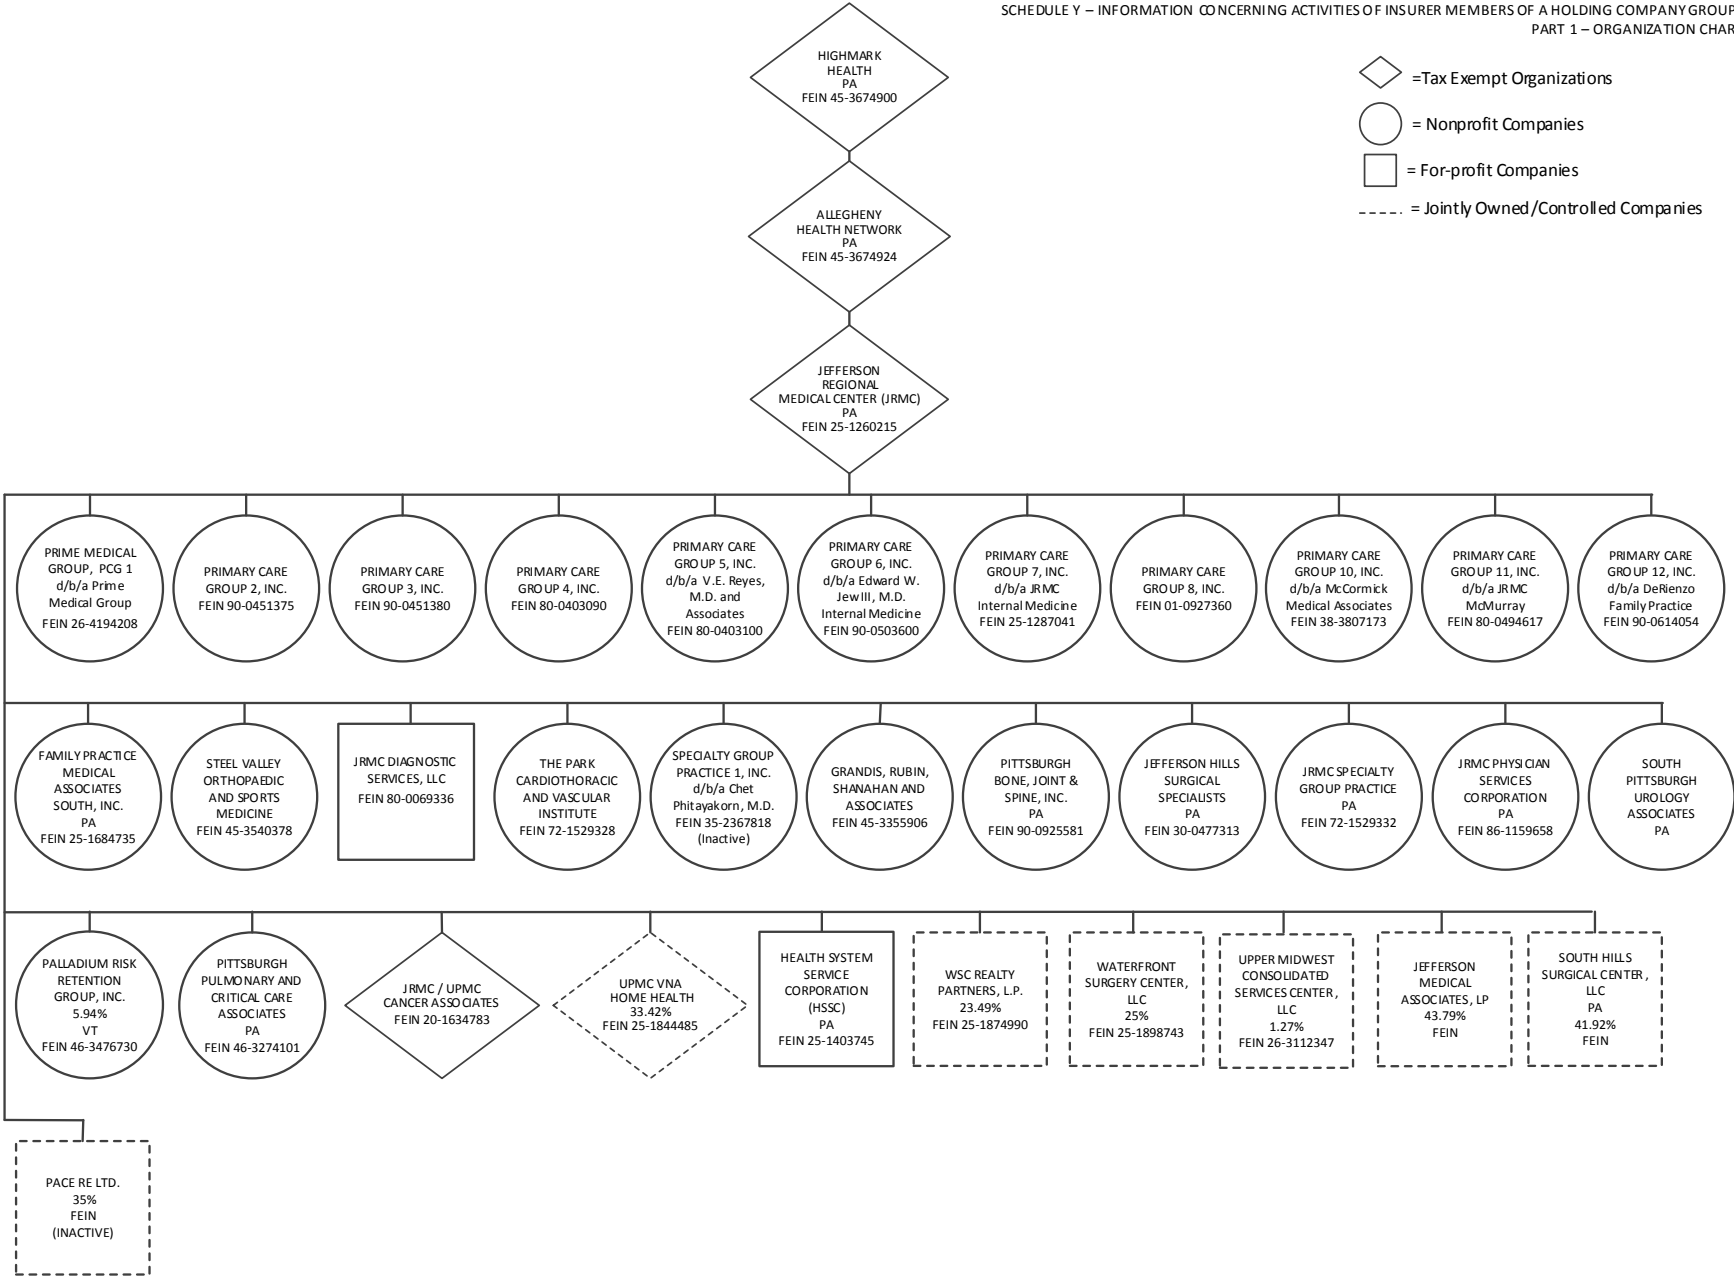 SCHEDULE Y – INFORMATION CONCERNING ACTIVITIES OF INSURER MEMBERS OF A HOLDING COMPANY GROUP
PART 1 – ORGANIZATION CHAR
=Tax Exempt Organizations
= Nonprofit Companies
= For-profit Companies
= Jointly Owned/Controlled Companies
HIGHMARK
HEALTH
PA
FEIN 45-3674900
ALLEGHENY
HEALTH NETWORK
PA
FEIN 45-3674924
JEFFERSON
REGIONAL
MEDICAL CENTER (JRMC)
PA
FEIN 25-1260215
PRIME MEDICAL
GROUP, PCG 1
d/b/a Prime
Medical Group
FEIN 26-4194208
PRIMARY CARE
GROUP 2, INC.
FEIN 90-0451375
PRIMARY CARE
GROUP 3, INC.
FEIN 90-0451380
PRIMARY CARE
GROUP 4, INC.
FEIN 80-0403090
PRIMARY CARE
GROUP 5, INC.
d/b/a V.E. Reyes,
M.D. and
Associates
FEIN 80-0403100
PRIMARY CARE
GROUP 6, INC.
d/b/a Edward W.
Jew III, M.D.
Internal Medicine
FEIN 90-0503600
PRIMARY CARE
GROUP 7, INC.
d/b/a JRMC
Internal Medicine
FEIN 25-1287041
PRIMARY CARE
GROUP 8, INC.
FEIN 01-0927360
PRIMARY CARE
GROUP 10, INC.
d/b/a McCormick
Medical Associates
FEIN 38-3807173
PRIMARY CARE
GROUP 11, INC.
d/b/a JRMC
McMurray
FEIN 80-0494617
PRIMARY CARE
GROUP 12, INC.
d/b/a DeRienzo
Family Practice
FEIN 90-0614054
FAMILY PRACTICE
MEDICAL
ASSOCIATES
SOUTH, INC.
PA
FEIN 25-1684735
STEEL VALLEY
ORTHOPAEDIC
AND SPORTS
MEDICINE
FEIN 45-3540378
JRMC DIAGNOSTIC
SERVICES, LLC
FEIN 80-0069336
THE PARK
CARDIOTHORACIC
AND VASCULAR
INSTITUTE
FEIN 72-1529328
SPECIALTY GROUP
PRACTICE 1, INC.
d/b/a Chet
Phitayakorn, M.D.
FEIN 35-2367818
(Inactive)
GRANDIS, RUBIN,
SHANAHAN AND
ASSOCIATES
FEIN 45-3355906
PITTSBURGH
BONE, JOINT &
SPINE, INC.
PA
FEIN 90-0925581
JEFFERSON HILLS
SURGICAL
SPECIALISTS
PA
FEIN 30-0477313
JRMC SPECIALTY
GROUP PRACTICE
PA
FEIN 72-1529332
JRMC PHYSICIAN
SERVICES
CORPORATION
PA
FEIN 86-1159658
SOUTH
PITTSBURGH
UROLOGY
ASSOCIATES
PA
PALLADIUM RISK
RETENTION
GROUP, INC.
5.94%
VT
FEIN 46-3476730
PITTSBURGH
PULMONARY AND
CRITICAL CARE
ASSOCIATES
PA
FEIN 46-3274101
JRMC / UPMC
CANCER ASSOCIATES
FEIN 20-1634783
UPMC VNA
HOME HEALTH
33.42%
FEIN 25-1844485
HEALTH SYSTEM
SERVICE
CORPORATION
(HSSC)
PA
FEIN 25-1403745
WSC REALTY
PARTNERS, L.P.
23.49%
FEIN 25-1874990
WATERFRONT
SURGERY CENTER,
LLC
25%
FEIN 25-1898743
UPPER MIDWEST
CONSOLIDATED
SERVICES CENTER,
LLC
1.27%
FEIN 26-3112347
JEFFERSON
MEDICAL
ASSOCIATES, LP
43.79%
FEIN
SOUTH HILLS
SURGICAL CENTER,
LLC
PA
41.92%
FEIN
PACE RE LTD.
35%
FEIN
(INACTIVE)